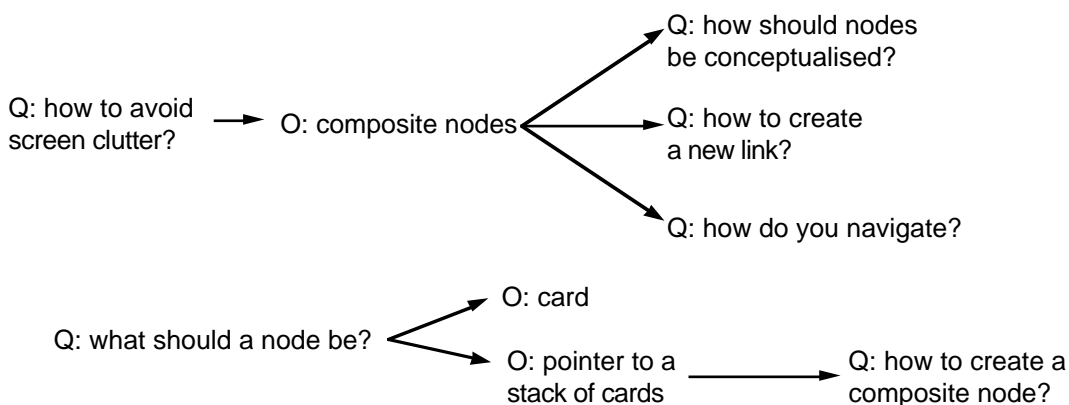 Q: how should nodes
be conceptualised?
Q: how to avoid
screen clutter?
O: composite nodes
Q: how to create
a new link?
Q: how do you navigate?
O: card
Q: what should a node be?
O: pointer to a
stack of cards
Q: how to create a
composite node?